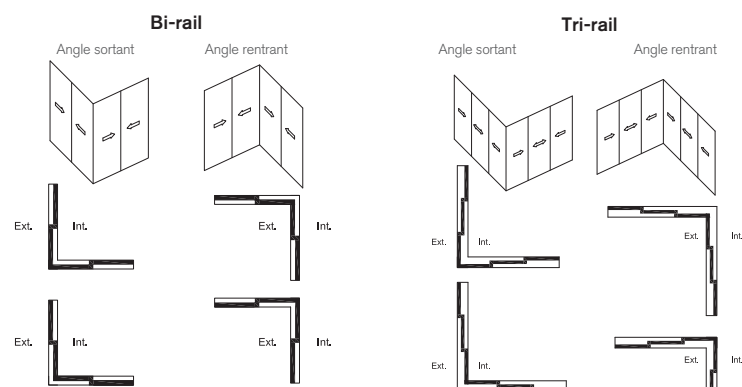 Bi-rail
Tri-rail
Angle sortant
Angle rentrant
Angle sortant
Angle rentrant
Ext.
Int.
Ext.
Int.
Ext.
Int.
Ext.
Int.
Ext.
Int.
Ext.
Int.
Ext.
Int.
Ext.
Int.